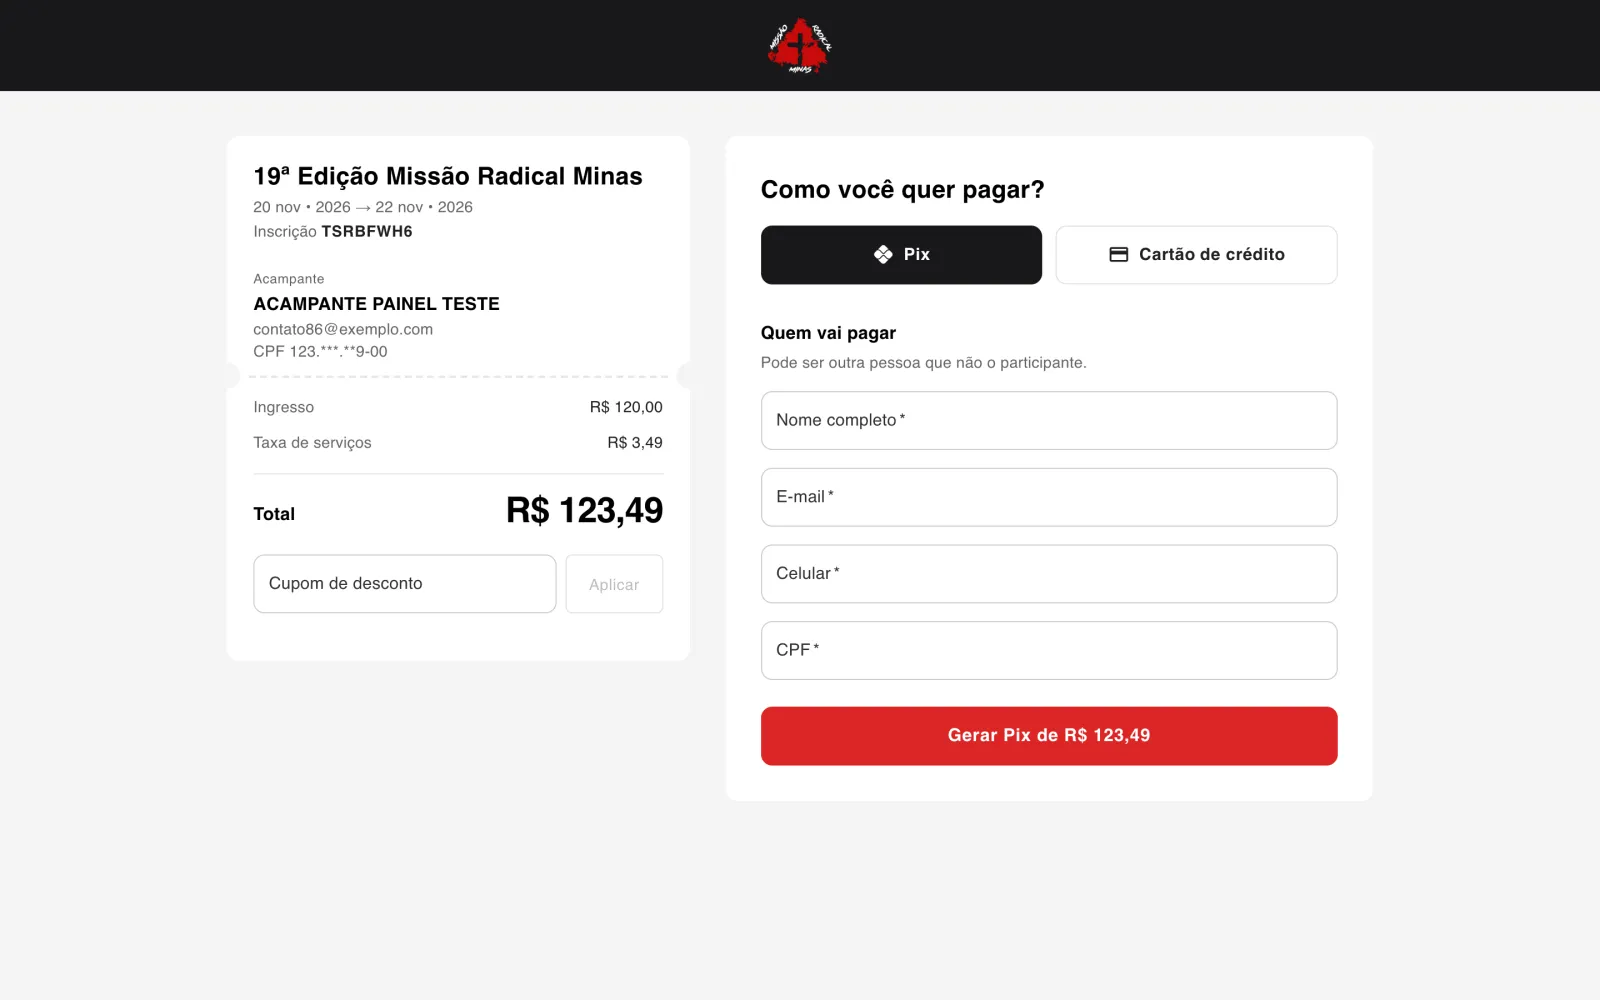 MISSÃO RADICAL
MINAS
19ª Edição Missão Radical Minas
20 nov • 2026 → 22 nov • 2026
Inscrição TSRBFWH6
Acampante
ACAMPANTE PAINEL TESTE
contato86@exemplo.com
CPF 123.***.**9-00
Ingresso R$ 120,00
Taxa de serviços R$ 3,49
Total R$ 123,49
Cupom de desconto Aplicar
Como você quer pagar?
Pix Cartão de crédito
Quem vai pagar
Pode ser outra pessoa que não o participante.
Nome completo *
E-mail *
Celular *
CPF *
Gerar Pix de R$ 123,49